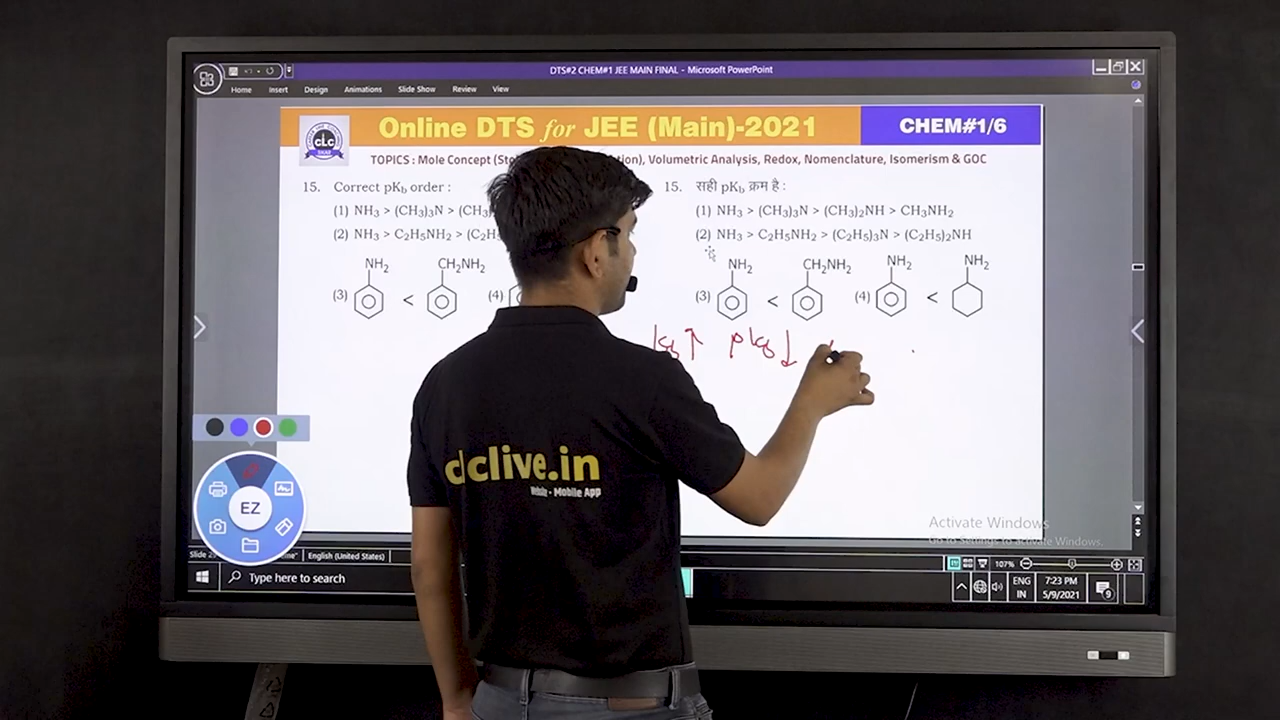 DTS#2 CHEM#1 JEE MAIN FINAL - Microsoft PowerPoint
Home Insert Design Animations Slide Show Review View
Online DTS for JEE (Main)-2021
CHEM#1/6
CLC
TOPICS : Mole Concept tion), Volumetric Analysis, Redox, Nomenclature, Isomerism & GOC
15. Correct pKb order :
(1) NH3 > (CH3)3N > (CH3
(2) NH3 > C2H5NH2 > (C2H5
NH2 CH2NH2
(3) < (4)
15. सही pKb क्रम है :
(1) NH3 > (CH3)3N > (CH3)2NH > CH3NH2
(2) NH3 > C2H5NH2 > (C2H5)3N > (C2H5)2NH
NH2 CH2NH2 NH2 NH2
(3) < (4) <
kb↑ pkb↓
clclive.in
Website - Mobile App
EZ
Activate Windows
Go to Settings to activate Windows.
English (United States)
107%
Type here to search
ENG
IN
7:23 PM
5/9/2021
9